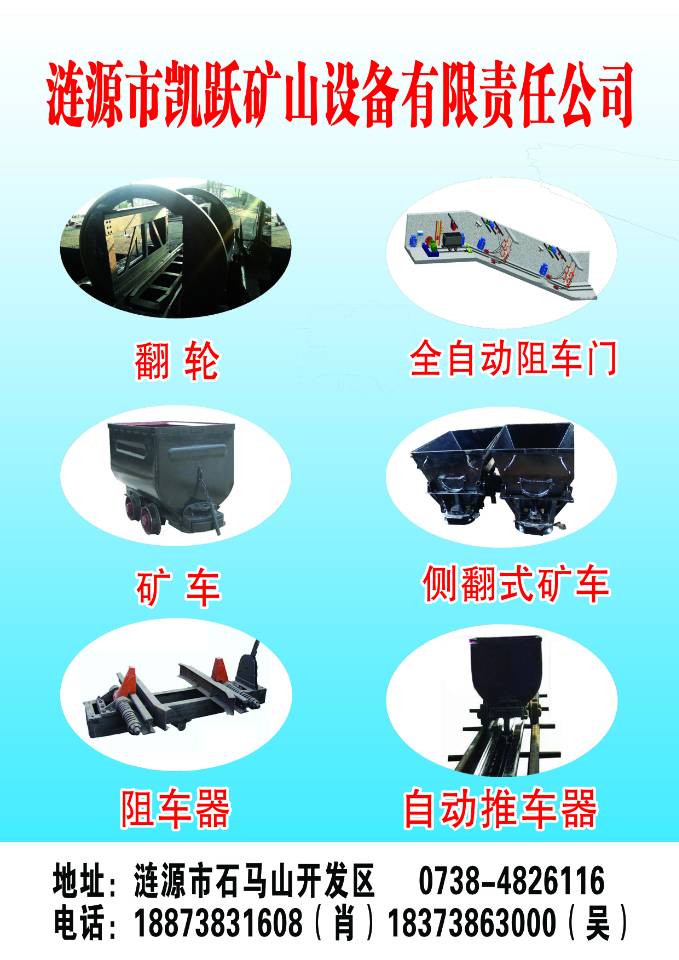 涟源市凯跃矿山设备有限责任公司
翻轮
全自动阻车门
矿车
侧翻式矿车
阻车器
自动推车器
地址：涟源市石马山开发区 0738-4826116
电话：18873831608（肖）18373863000（吴）